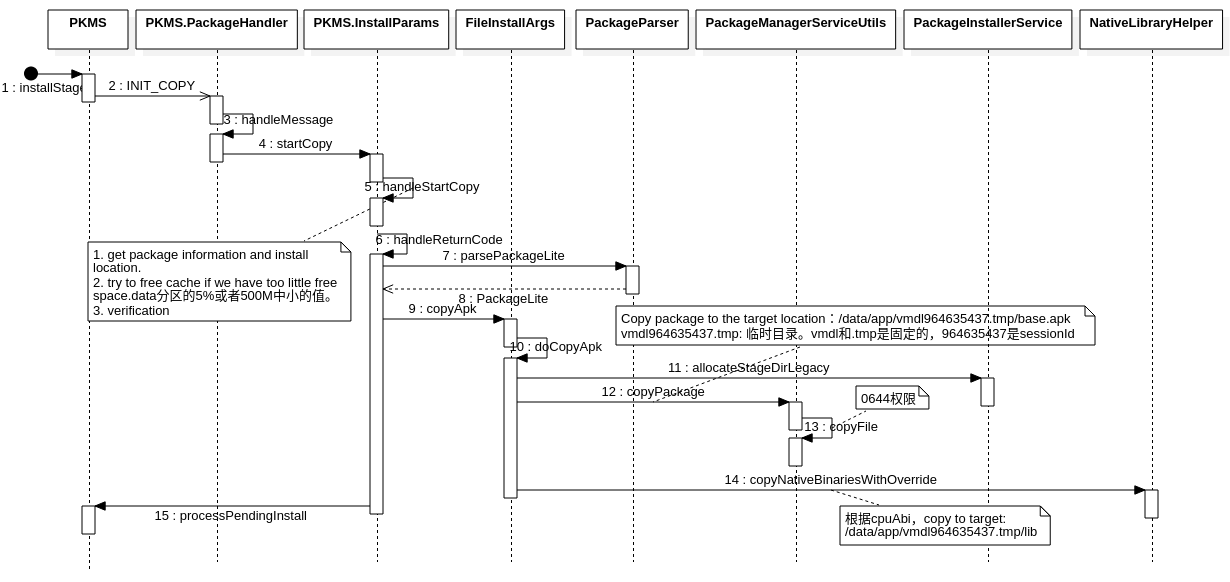 PKMS
PKMS.PackageHandler
PKMS.InstallParams
FileInstallArgs
PackageParser
PackageManagerServiceUtils
PackageInstallerService
NativeLibraryHelper
1 : installStage
2 : INIT_COPY
3 : handleMessage
4 : startCopy
5 : handleStartCopy
6 : handleReturnCode
1. get package information and install
location.
2. try to free cache if we have too little free
space.data分区的5%或者500M中小的值。
3. verification
7 : parsePackageLite
8 : PackageLite
9 : copyApk
Copy package to the target location：/data/app/vmdl964635437.tmp/base.apk
vmdl964635437.tmp: 临时目录。vmdl和.tmp是固定的，964635437是sessionId
10 : doCopyApk
11 : allocateStageDirLegacy
12 : copyPackage
0644权限
13 : copyFile
14 : copyNativeBinariesWithOverride
15 : processPendingInstall
根据cpuAbi，copy to target:
/data/app/vmdl964635437.tmp/lib